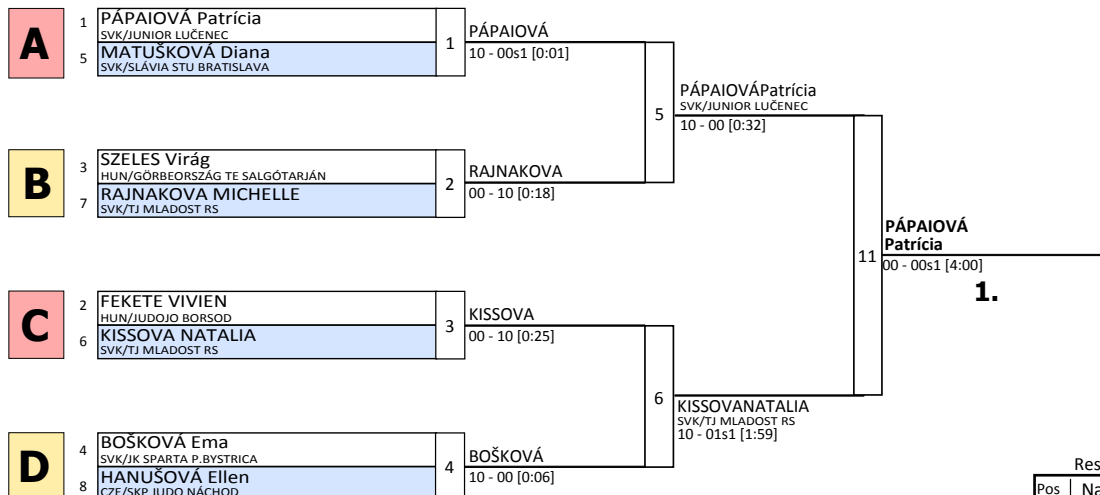 A
1 PÁPAIOVÁ Patrícia
SVK/JUNIOR LUČENEC
5 MATUŠKOVÁ Diana
SVK/SLÁVIA STU BRATISLAVA
1
PÁPAIOVÁ
10 - 00s1 [0:01]
B
3 SZELES Virág
HUN/GÖRBEORSZÁG TE SALGÓTARJÁN
7 RAJNAKOVA MICHELLE
SVK/TJ MLADOST RS
2
RAJNAKOVA
00 - 10 [0:18]
5
PÁPAIOVÁPatrícia
SVK/JUNIOR LUČENEC
10 - 00 [0:32]
C
2 FEKETE VIVIEN
HUN/JUDOJO BORSOD
6 KISSOVA NATALIA
SVK/TJ MLADOST RS
3
KISSOVA
00 - 10 [0:25]
D
4 BOŠKOVÁ Ema
SVK/JK SPARTA P.BYSTRICA
8 HANUŠOVÁ Ellen
CZE/SKP JUDO NÁCHOD
4
BOŠKOVÁ
10 - 00 [0:06]
6
KISSOVANATALIA
SVK/TJ MLADOST RS
10 - 01s1 [1:59]
11
PÁPAIOVÁ
Patrícia
00 - 00s1 [4:00]
1.
Res
Pos Na